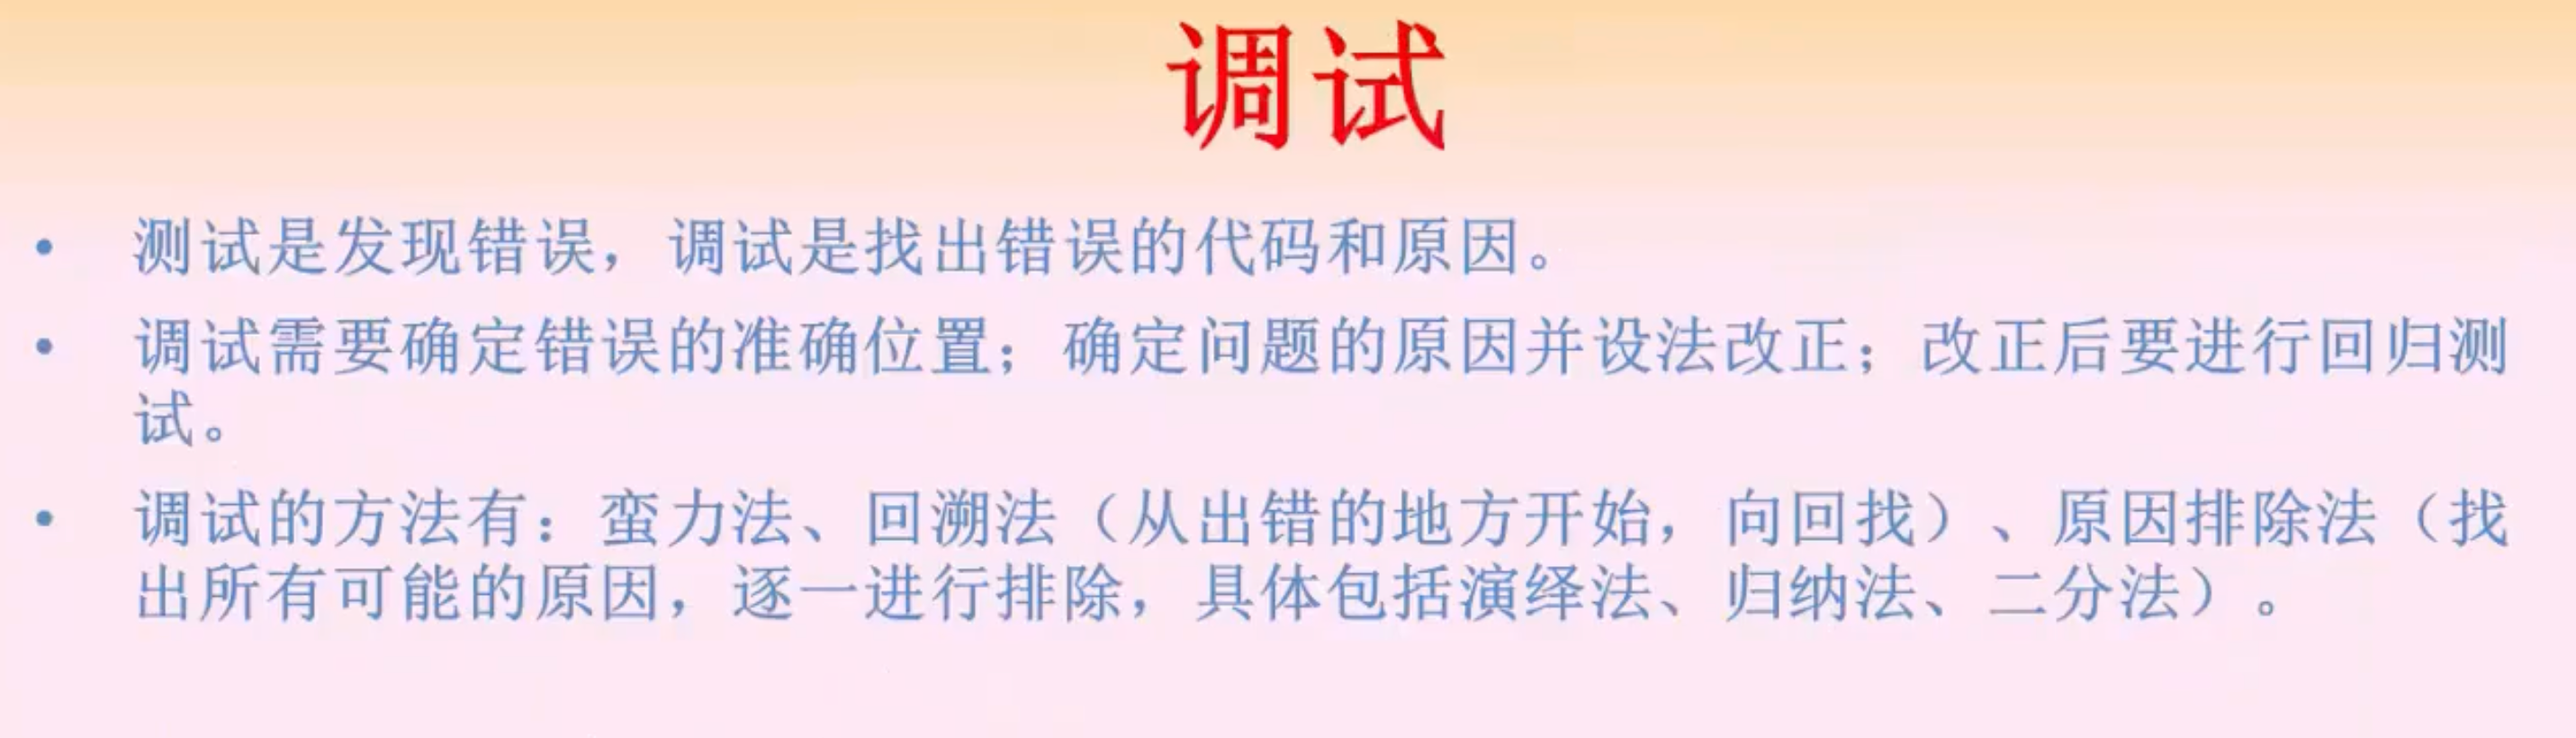 调试
• 测试是发现错误，调试是找出错误的代码和原因。
• 调试需要确定错误的准确位置；确定问题的原因并设法改正；改正后要进行回归测
试。
• 调试的方法有：蛮力法、回溯法（从出错的地方开始，向回找）、原因排除法（找
出所有可能的原因，逐一进行排除，具体包括演绎法、归纳法、二分法）。